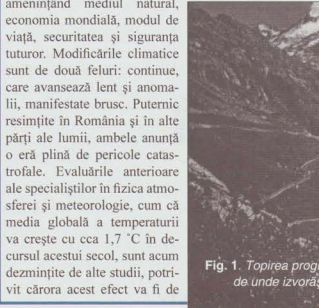 amenințând mediul natural,
economia mondială, modul de
viață, securitatea și siguranța
tuturor. Modificările climatice
sunt de două feluri: continue,
care avansează lent și anoma-
lii, manifestate brusc. Puternic
resimțite în România și în alte
părți ale lumii, ambele anunță
o eră plină de pericole catas-
trofale. Evaluările anterioare
ale specialiștilor în fizica atmo-
sferei și meteorologie, cum că
media globală a temperaturii
va crește cu cca 1,7 °C în de-
cursul acestui secol, sunt acum
dezmințite de alte studii, potri-
vit cărora acest efect va fi de
Fig. 1. Topirea prog
de unde izvorăș